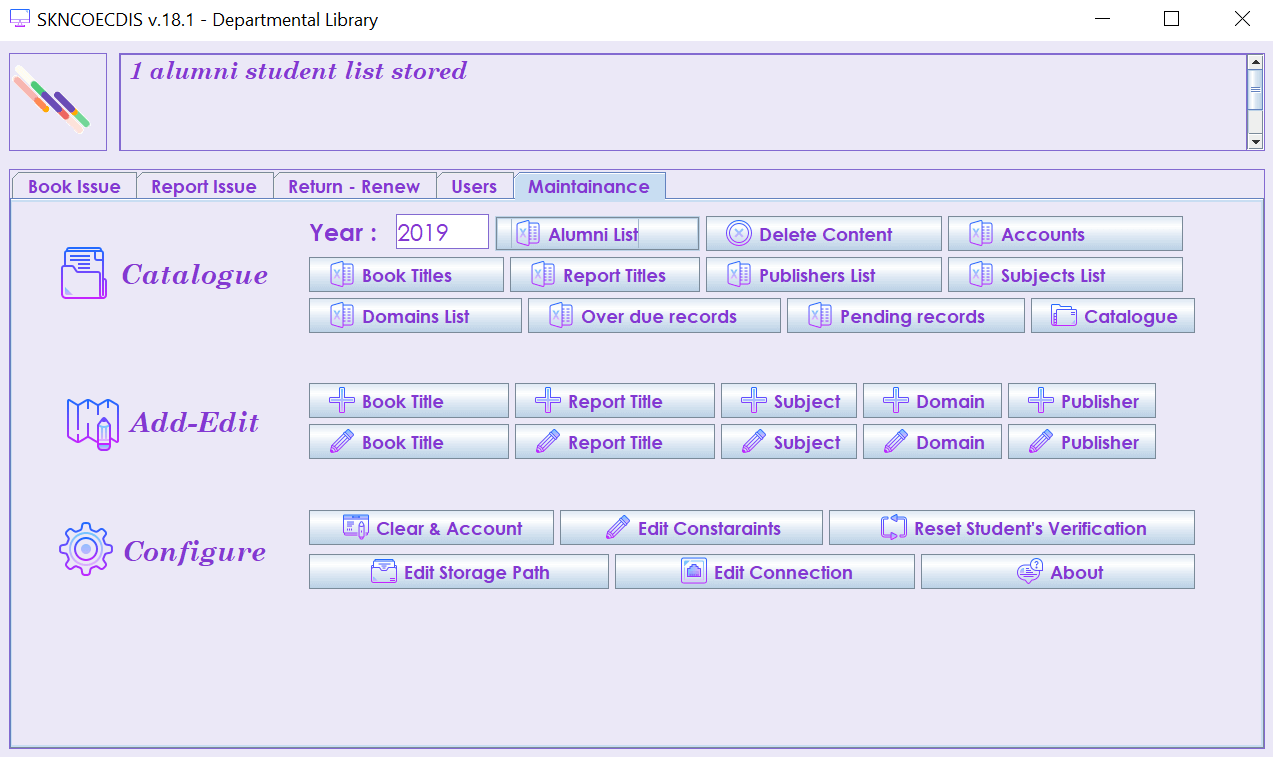 SKNCOECDIS v.18.1 - Departmental Library
1 alumni student list stored
Book Issue Report Issue Return - Renew Users Maintainance
Year : 2019 Alumni List Delete Content Accounts
Catalogue
Book Titles Report Titles Publishers List Subjects List
Domains List Over due records Pending records Catalogue
Add-Edit
Book Title Report Title Subject Domain Publisher
Book Title Report Title Subject Domain Publisher
Configure
Clear & Account Edit Constaraints Reset Student's Verification
Edit Storage Path Edit Connection About